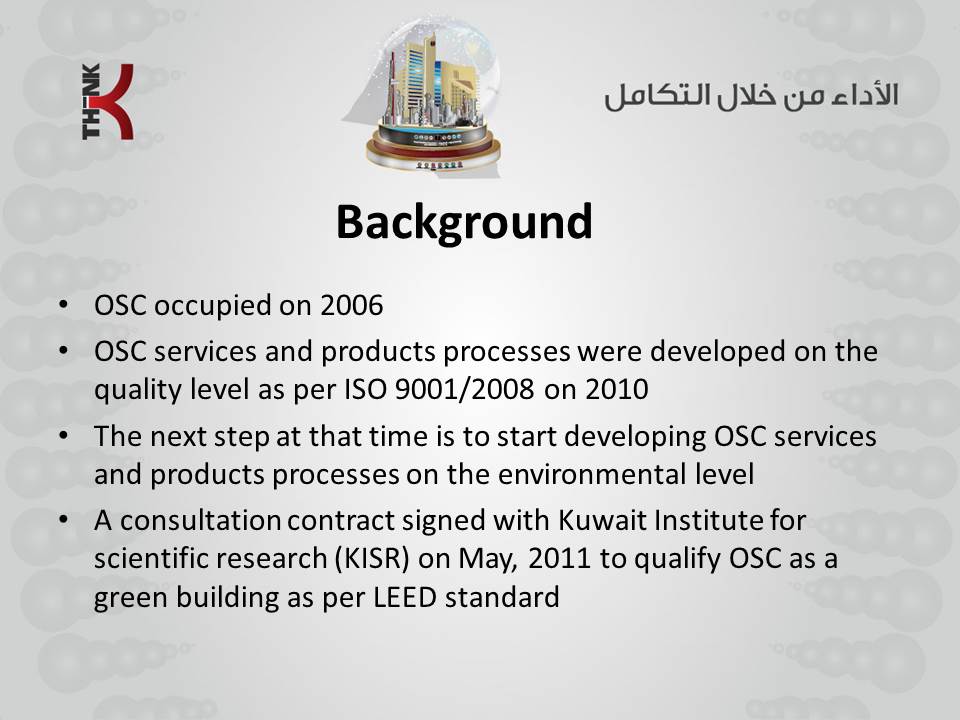 TH!NK
الأداء من خلال التكامل
Background
• OSC occupied on 2006
• OSC services and products processes were developed on the
quality level as per ISO 9001/2008 on 2010
• The next step at that time is to start developing OSC services
and products processes on the environmental level
• A consultation contract signed with Kuwait Institute for
scientific research (KISR) on May, 2011 to qualify OSC as a
green building as per LEED standard